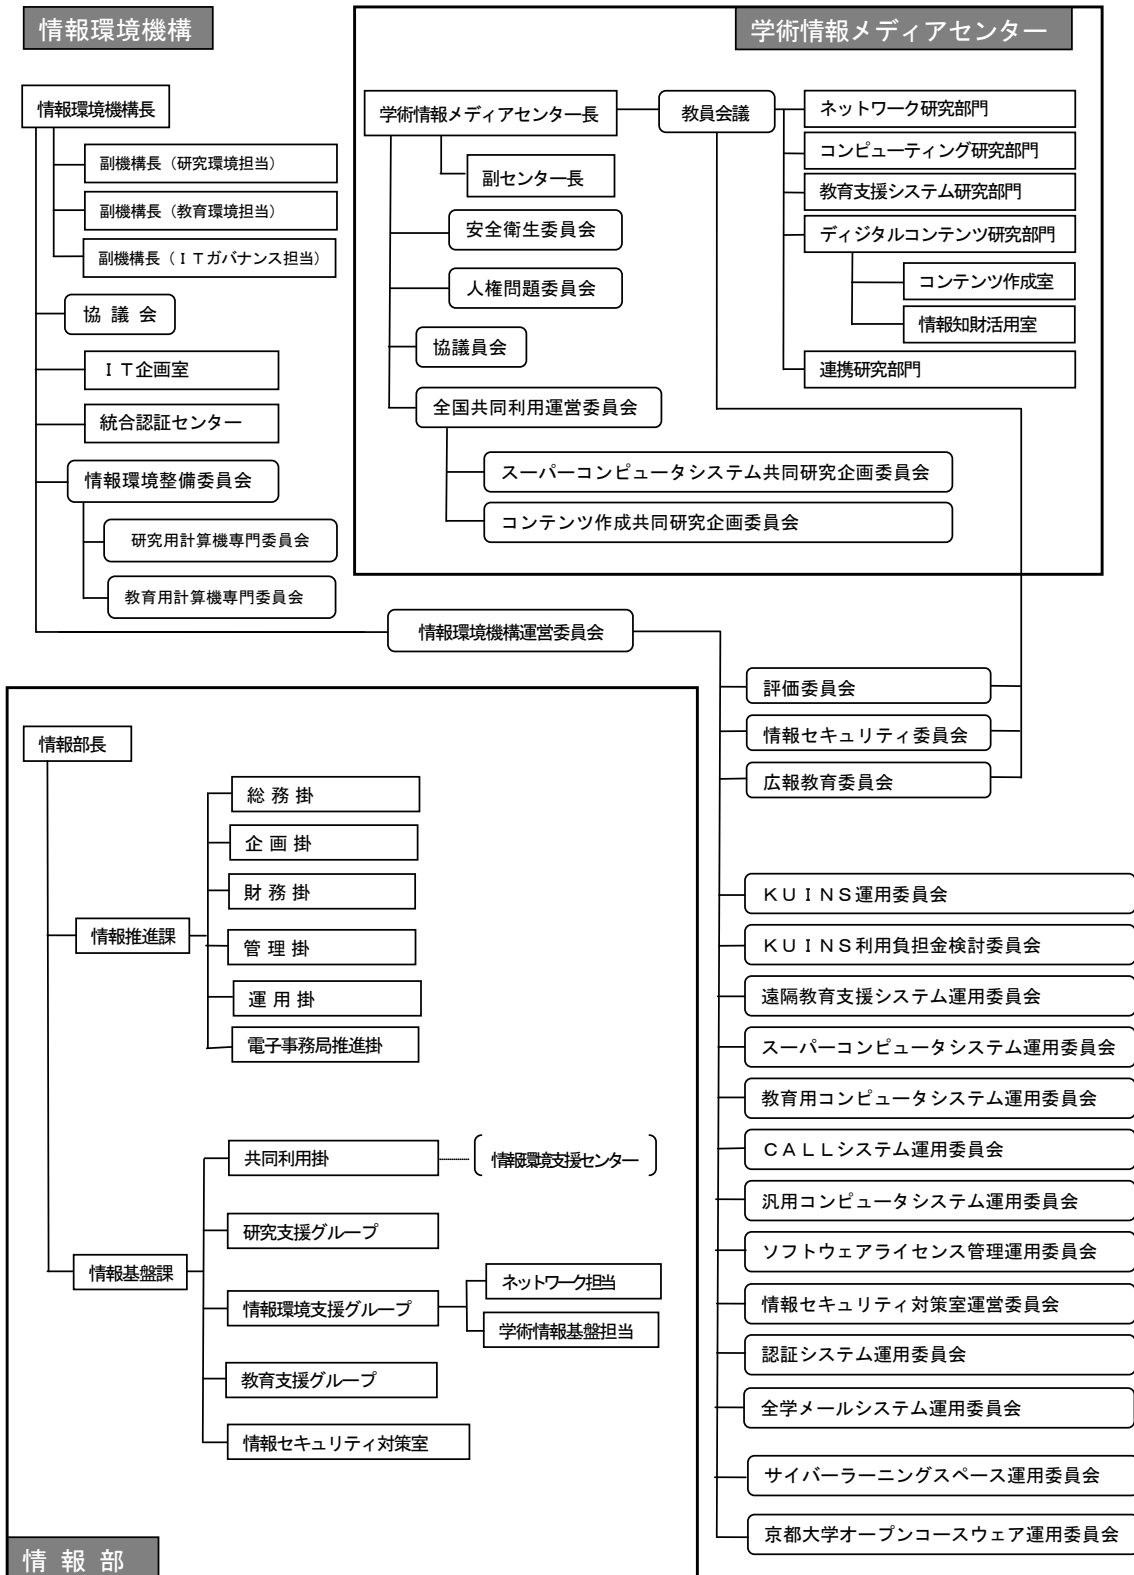 情報環境機構
情報環境機構長
副機構長（研究環境担当）
副機構長（教育環境担当）
副機構長（ＩＴガバナンス担当）
協 議 会
ＩＴ企画室
統合認証センター
情報環境整備委員会
研究用計算機専門委員会
教育用計算機専門委員会
学術情報メディアセンター
学術情報メディアセンター長
副センター長
安全衛生委員会
人権問題委員会
協議員会
全国共同利用運営委員会
スーパーコンピュータシステム共同研究企画委員会
コンテンツ作成共同研究企画委員会
教員会議
ネットワーク研究部門
コンピューティング研究部門
教育支援システム研究部門
ディジタルコンテンツ研究部門
コンテンツ作成室
情報知財活用室
連携研究部門
情報環境機構運営委員会
評価委員会
情報セキュリティ委員会
広報教育委員会
ＫＵＩＮＳ運用委員会
ＫＵＩＮＳ利用負担金検討委員会
遠隔教育支援システム運用委員会
スーパーコンピュータシステム運用委員会
教育用コンピュータシステム運用委員会
ＣＡＬＬシステム運用委員会
汎用コンピュータシステム運用委員会
ソフトウェアライセンス管理運用委員会
情報セキュリティ対策室運営委員会
認証システム運用委員会
全学メールシステム運用委員会
サイバーラーニングスペース運用委員会
京都大学オープンコースウェア運用委員会
情報部長
情報推進課
総 務 掛
企 画 掛
財 務 掛
管 理 掛
運 用 掛
電子事務局推進掛
情報基盤課
共同利用掛
情報環境支援センター
研究支援グループ
情報環境支援グループ
ネットワーク担当
学術情報基盤担当
教育支援グループ
情報セキュリティ対策室
情 報 部